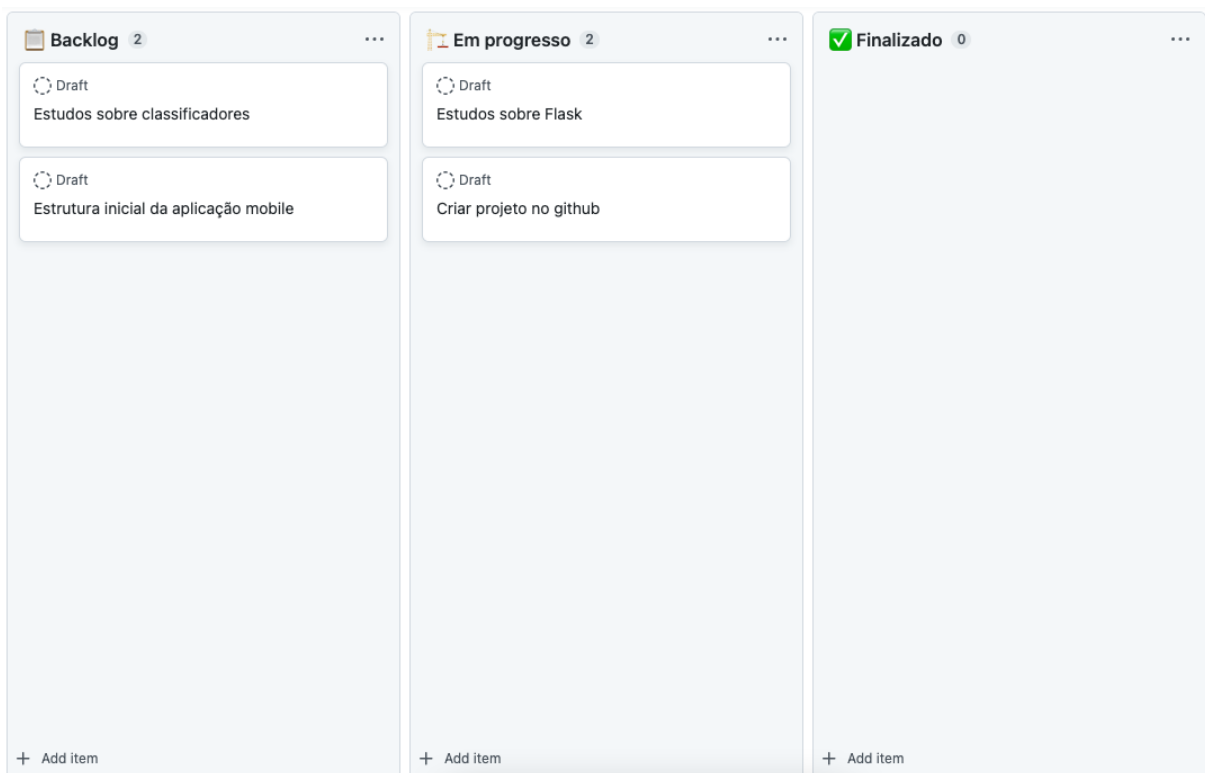 Backlog 2
Draft
Estudos sobre classificadores
Draft
Estrutura inicial da aplicação mobile
+ Add item
Em progresso 2
Draft
Estudos sobre Flask
Draft
Criar projeto no github
+ Add item
Finalizado 0
+ Add item